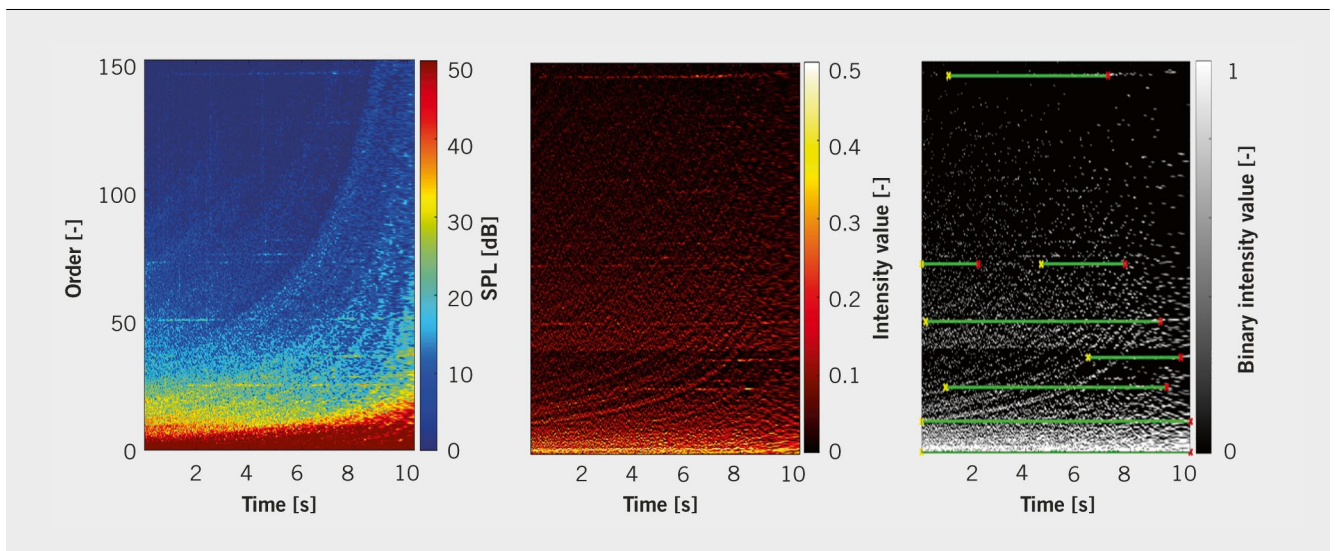 150
100
50
0
Order [-]
2 4 6 8 10
Time [s]
50
40
30
20
10
0
SPL [dB]
2 4 6 8 10
Time [s]
0.5
0.4
0.3
0.2
0.1
0
Intensity value [-]
2 4 6 8 10
Time [s]
1
0
Binary intensity value [-]